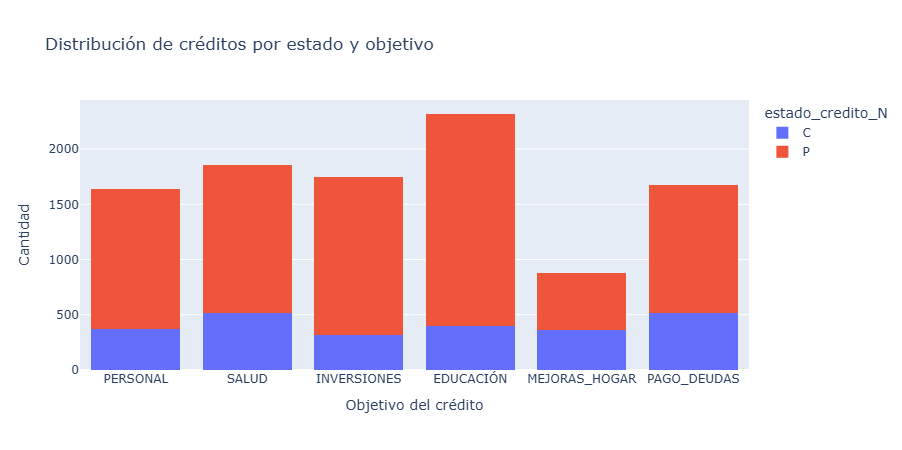 Distribución de créditos por estado y objetivo
estado_credito_N
C
P
Cantidad
2000
1500
1000
500
0
PERSONAL
SALUD
INVERSIONES
EDUCACIÓN
MEJORAS_HOGAR
PAGO_DEUDAS
Objetivo del crédito